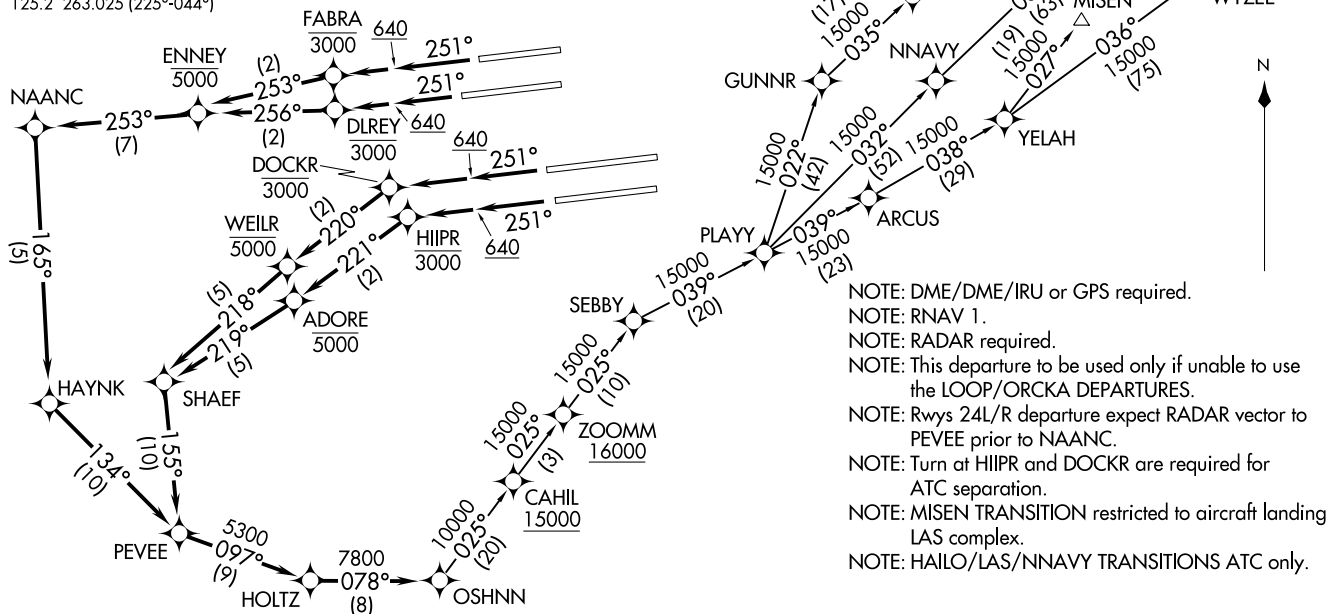 125.2 263.025 (225°-044°)
FABRA
3000
640
251°
ENNEY
5000
(2)
253°
251°
NAANC
253°
(7)
256°
(2)
DLREY
3000
640
DOCKR
3000
640
251°
(2)
220°
WEILR
5000
251°
HIIPR
3000
640
221°
(2)
165°
(5)
(5)
218°
ADORE
5000
219°
(5)
HAYNK
SHAEF
134°
(10)
155°
(10)
PEVEE
5300
097°
(9)
HOLTZ
7800
078°
(8)
OSHNN
10000
025°
(20)
CAHIL
15000
15000
025°
(3)
ZOOMM
16000
15000
025°
(10)
SEBBY
15000
039°
(20)
PLAYY
15000
022°
(42)
GUNNR
(17)
15000
035°
15000
032°
(52)
NNAVY
(63)
039°
15000
(23)
ARCUS
15000
038°
(29)
YELAH
(19)
15000
027°
MISEN
036°
15000
(75)
WYZEE
N
NOTE: DME/DME/IRU or GPS required.
NOTE: RNAV 1.
NOTE: RADAR required.
NOTE: This departure to be used only if unable to use
the LOOP/ORCKA DEPARTURES.
NOTE: Rwys 24L/R departure expect RADAR vector to
PEVEE prior to NAANC.
NOTE: Turn at HIIPR and DOCKR are required for
ATC separation.
NOTE: MISEN TRANSITION restricted to aircraft landing
LAS complex.
NOTE: HAILO/LAS/NNAVY TRANSITIONS ATC only.